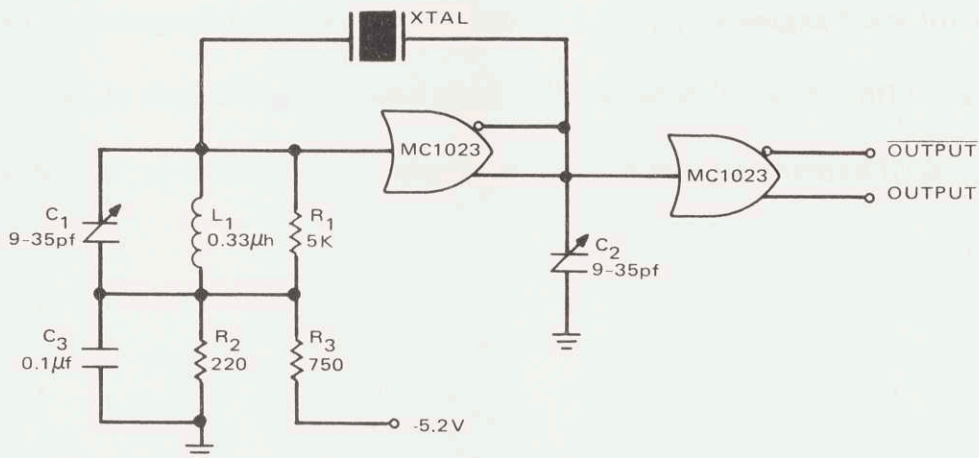 XTAL
MC1023
MC1023
OUTPUT
OUTPUT
C1
9-35pf
L1
0.33μh
R1
5K
C2
9-35pf
C3
0.1μf
R2
220
R3
750
-5.2V